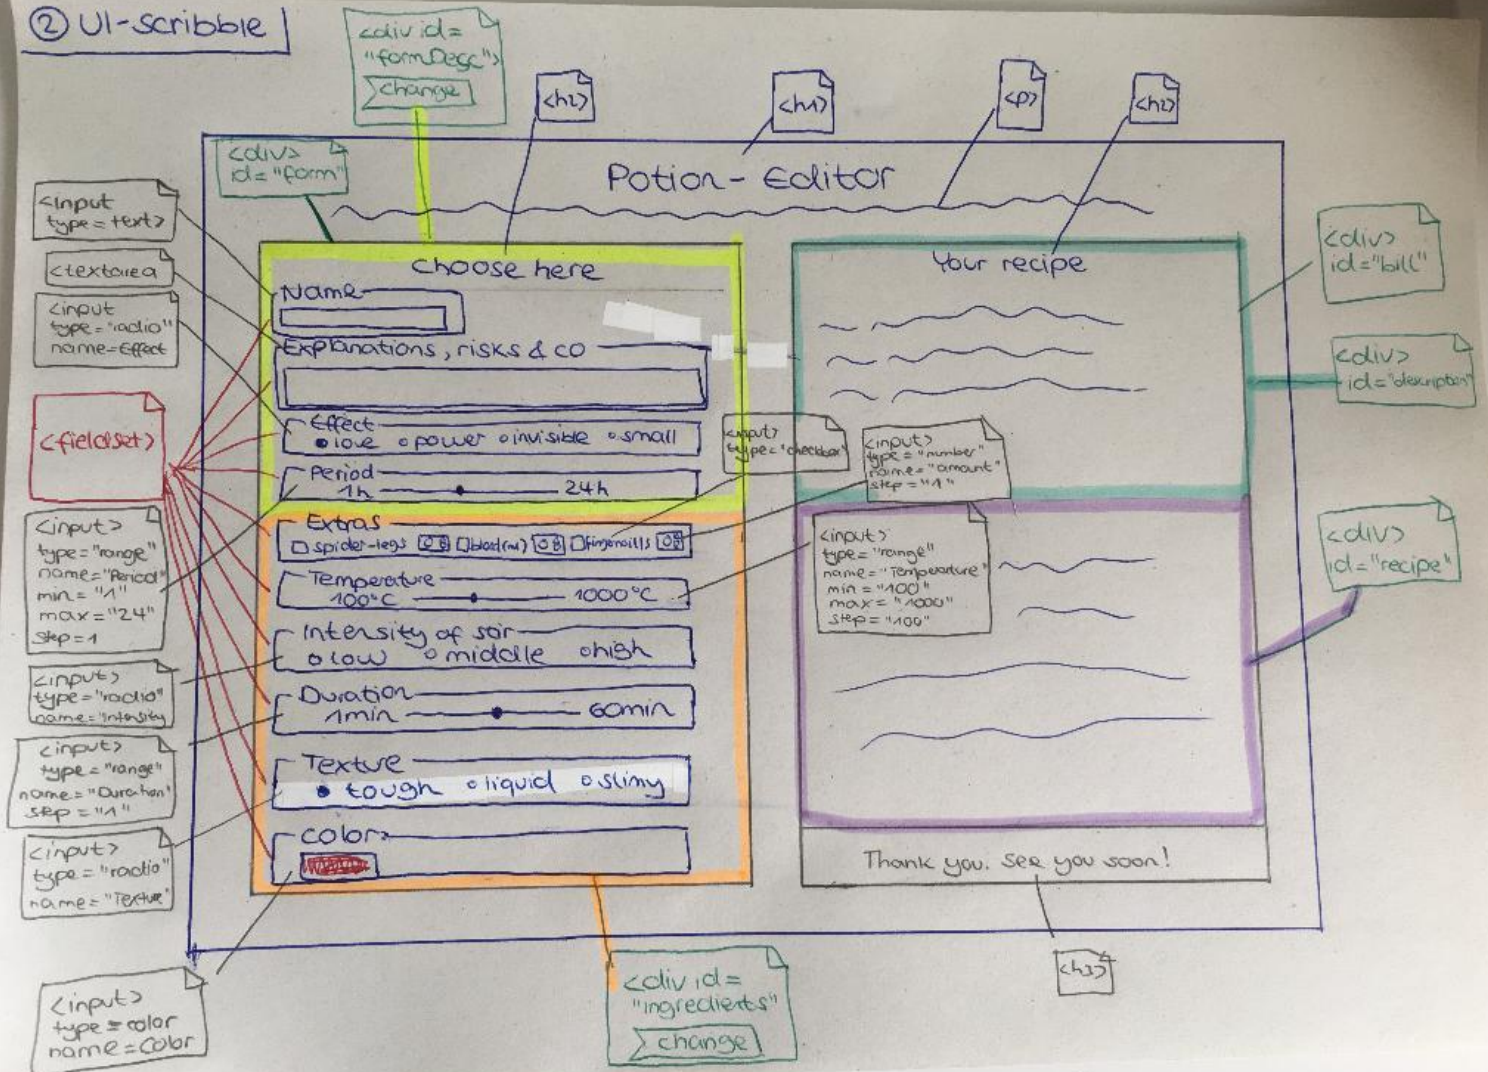 ② UI-scribble
<div id=
"formDesc">
change
<h2>
<h1>
<p>
<h2>
<div>
id="form"
Potion-Editor
<input
type=text>
<textarea
<input
type="radio"
name=Effect
<fieldset>
<input>
type="range"
name="Period"
min="1"
max="24"
step=1
<input>
type="radio"
name="Intensity
<input>
type="range"
name="Duration"
step="1"
<input>
type="radio"
name="Textur
<input>
type=color
name=Color
choose here
Name
Explanations, risks & co
Effect
love power invisible small
Period
1h 24h
Extras
spider-legs
Temperature
100°C 1000°C
Intensity of
low middle high
Duration
1min 60min
Texture
tough liquid slimy
color
<input>
type="checkbox"
<input>
type="number"
name="amount"
step="1"
<input>
type="range"
name="Temperature"
min="100"
max="1000"
step="100"
Your recipe
Thank you. See you soon!
<div>
id="bill"
<div>
id="description"
<div>
id="recipe"
<div id=
"ingredients"
change
<h3>